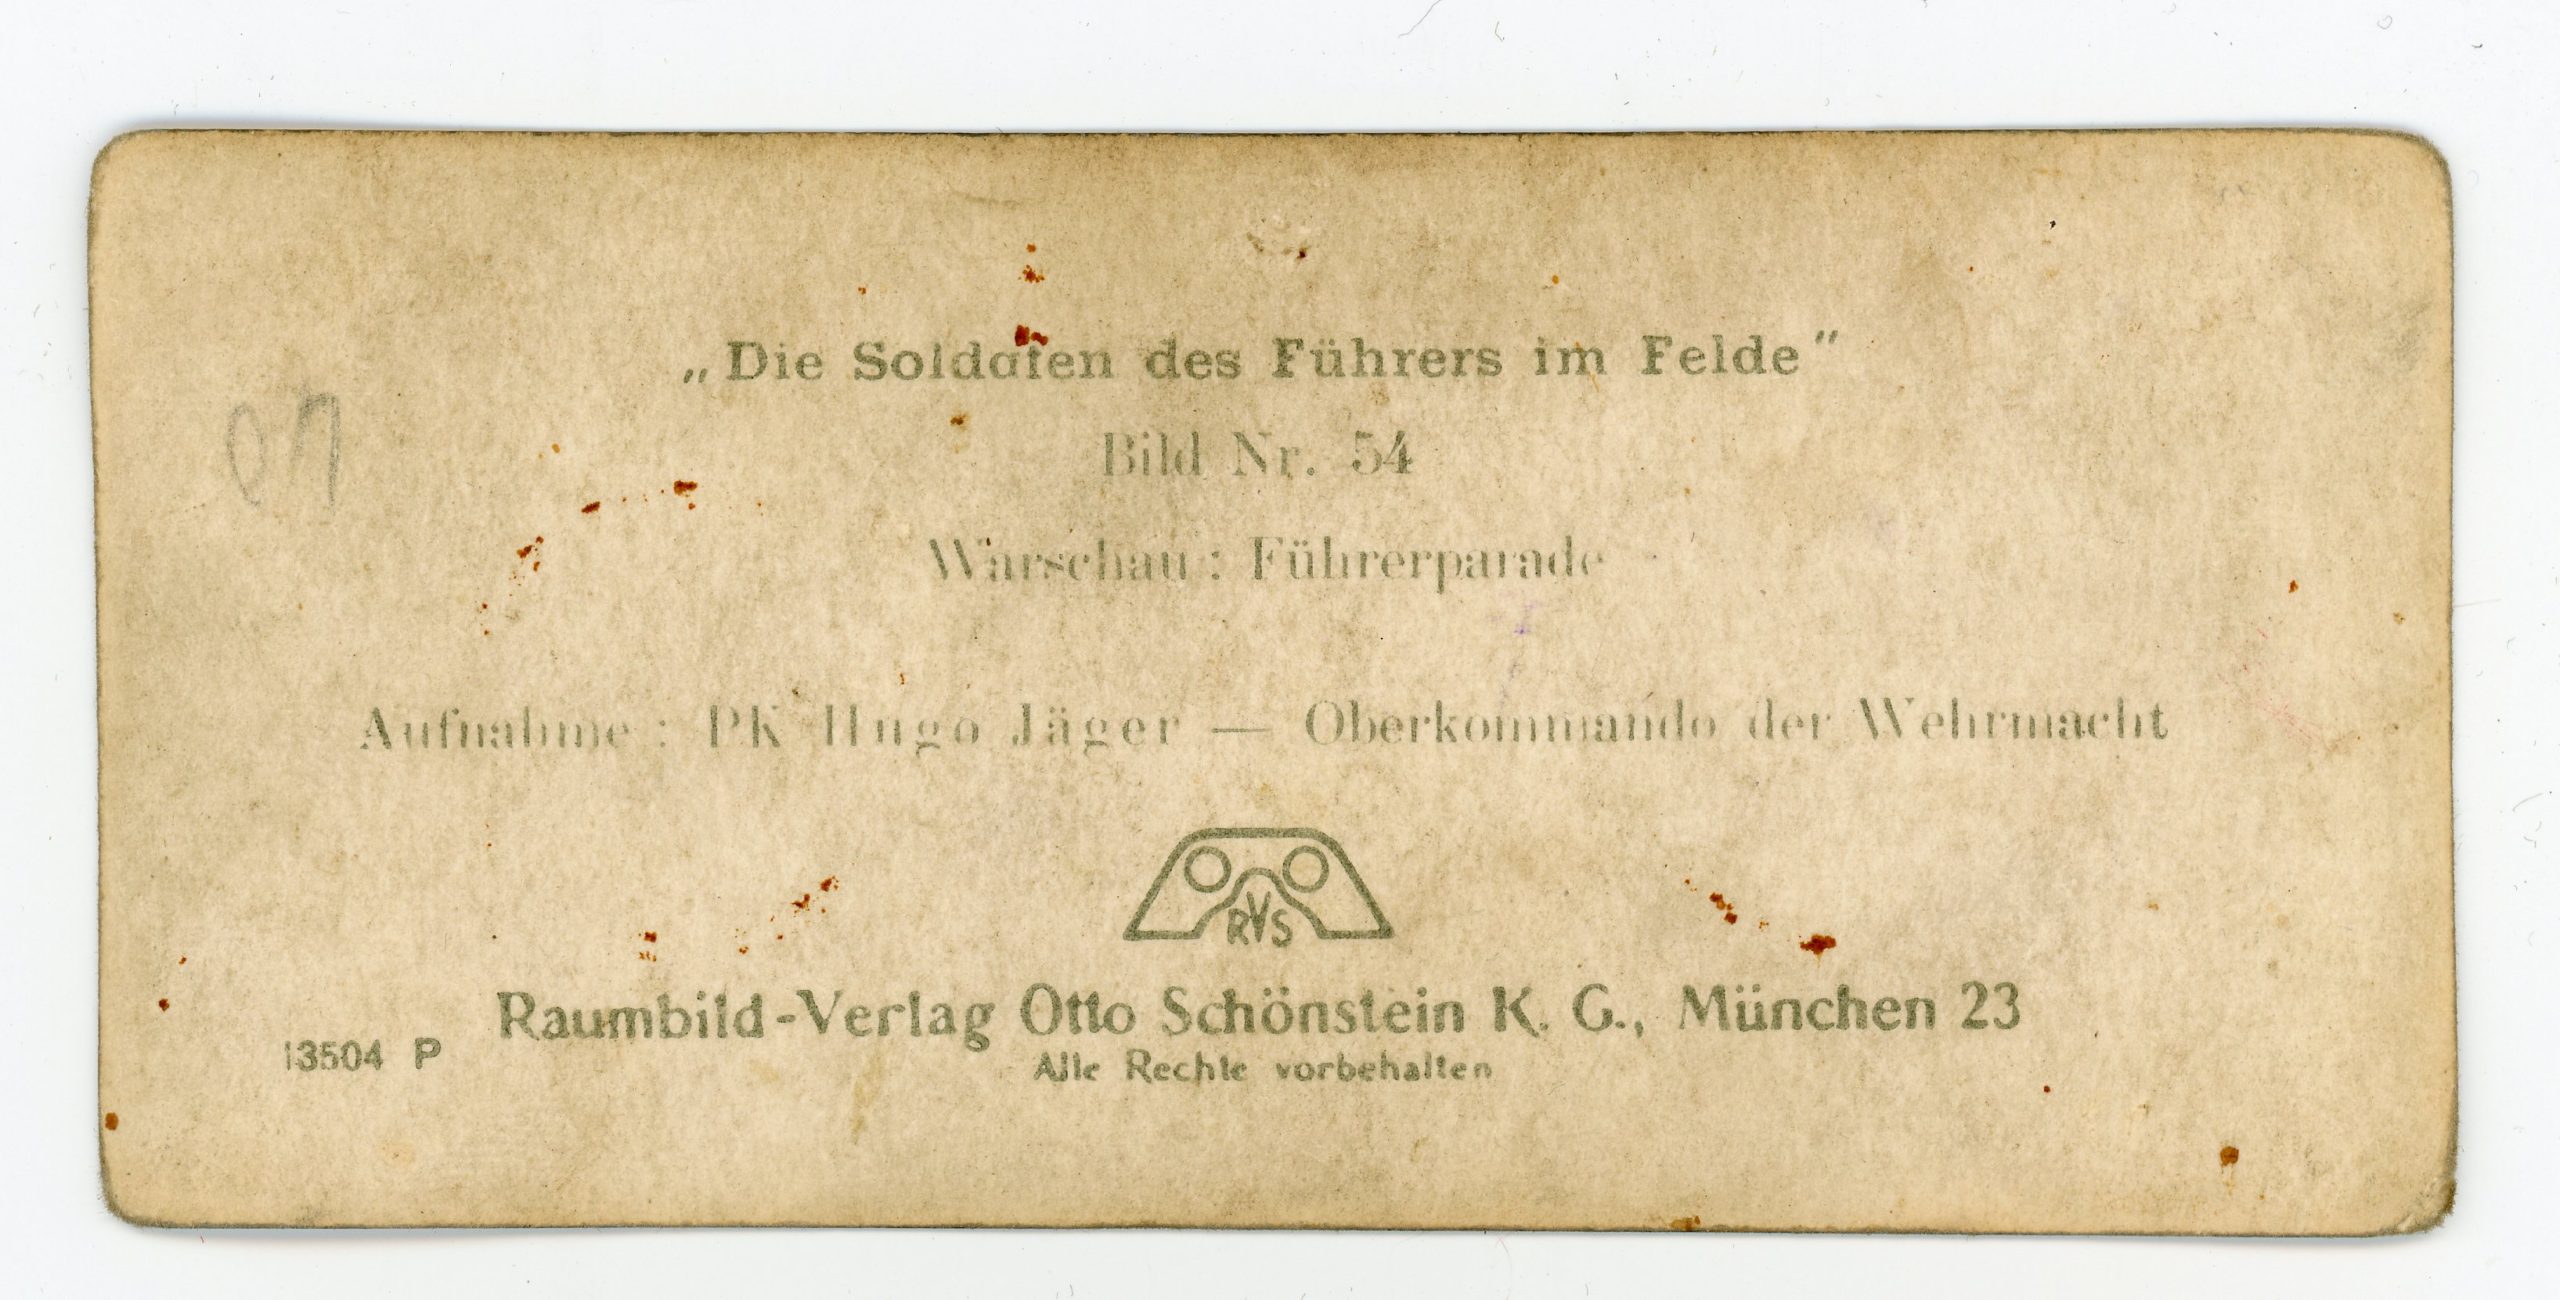 „Die Soldaten des Führers im Felde”
Bild Nr. 54
Warschau : Führerparade
Aufnahme : PK Hugo Jäger — Oberkommando der Wehrmacht
RVS
Raumbild-Verlag Otto Schönstein K. G., München 23
13504 P
Alle Rechte vorbehalten